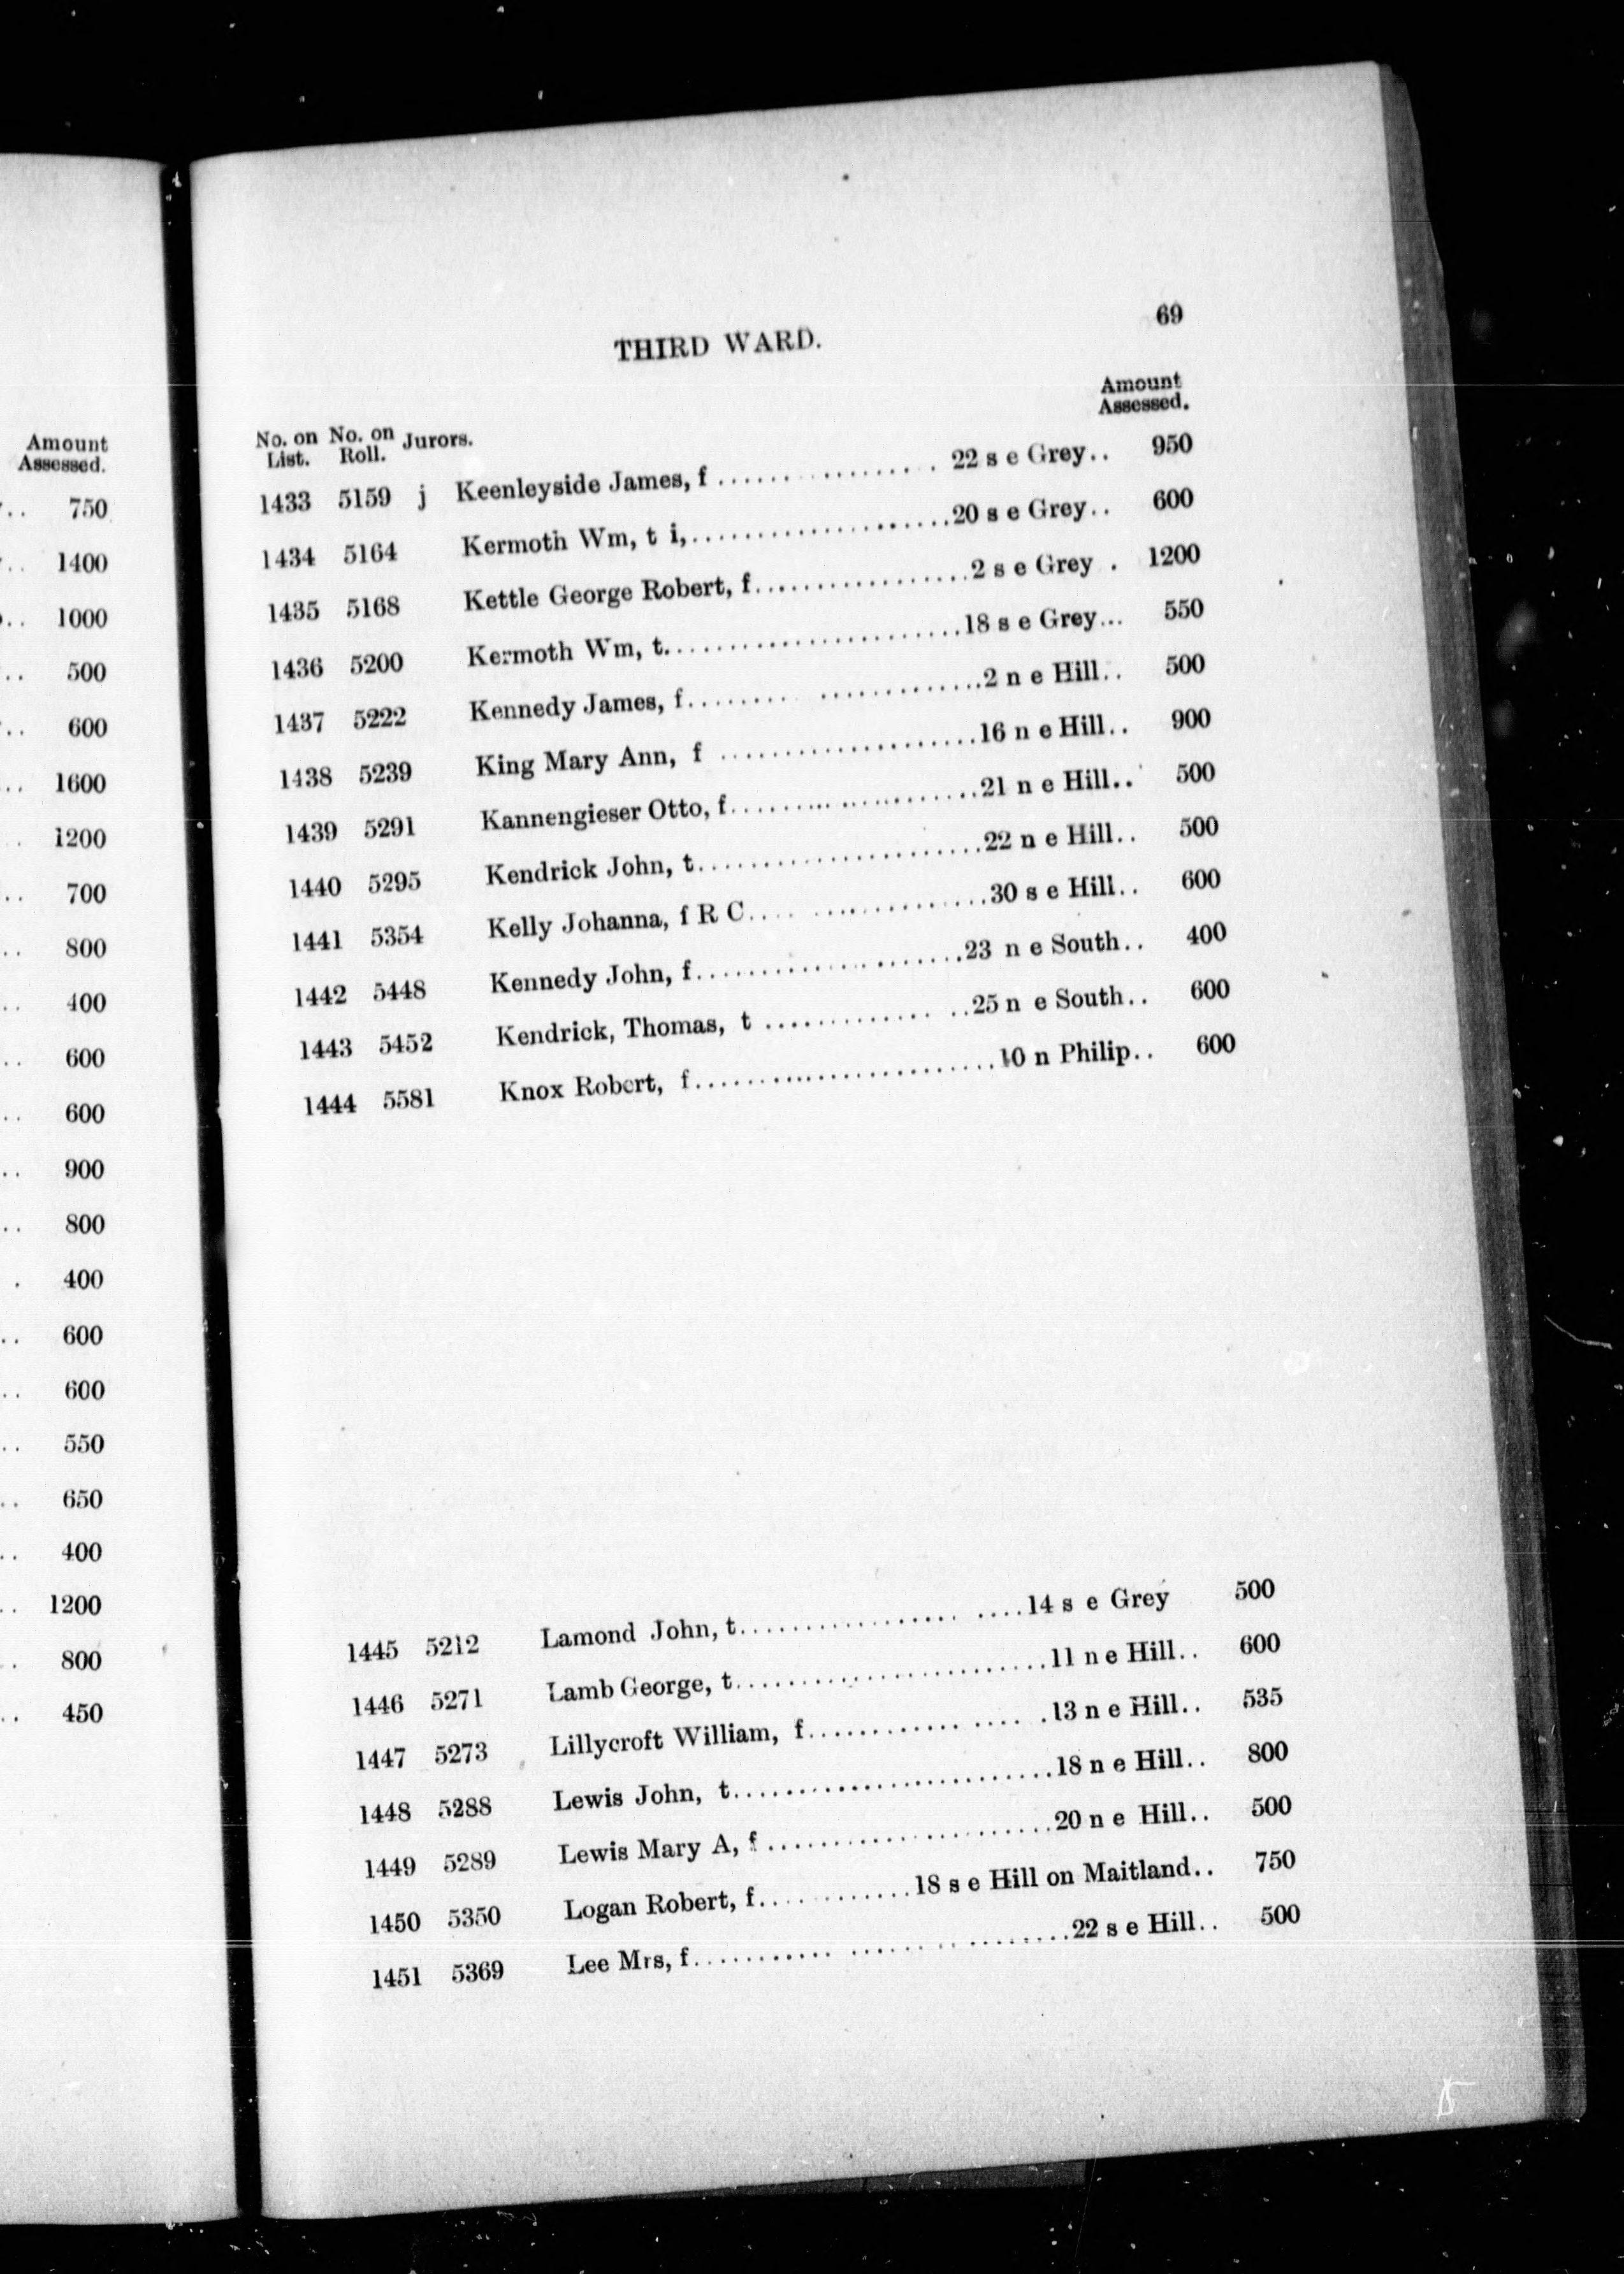 Amount
Assessed.
.. 750
.. 1400
.. 1000
.. 500
.. 600
.. 1600
. 1200
.. 700
.. 800
.. 400
.. 600
.. 600
.. 900
.. 800
. 400
.. 600
.. 600
.. 550
.. 650
.. 400
.. 1200
. 800
.. 450
69
THIRD WARD.
Amount
Assessed.
No. on No. on Jurors.
List. Roll.
1433 5159 j Keenleyside James, f ................. 22 s e Grey.. 950
1434 5164 Kermoth Wm, t i,....................20 s e Grey.. 600
1435 5168 Kettle George Robert, f.................2 s e Grey . 1200
1436 5200 Kermoth Wm, t.......................18 s e Grey... 550
1437 5222 Kennedy James, f........ .............2 n e Hill.. 500
1438 5239 King Mary Ann, f ....................16 n e Hill.. 900
1439 5291 Kannengieser Otto, f....................21 n e Hill.. 500
1440 5295 Kendrick John, t......................22 n e Hill.. 500
1441 5354 Kelly Johanna, f R C.... ..............30 s e Hill.. 600
1442 5448 Kennedy John, f.....................23 n e South.. 400
1443 5452 Kendrick, Thomas, t ............. ..25 n e South.. 600
1444 5581 Knox Robert, f........................10 n Philip.. 600
1445 5212 Lamond John, t................. ....14 s e Grey 500
1446 5271 Lamb George, t........................11 n e Hill.. 600
1447 5273 Lillycroft William, f............ .... .13 n e Hill.. 535
1448 5288 Lewis John, t.........................18 n e Hill.. 800
1449 5289 Lewis Mary A, f ......................20 n e Hill.. 500
1450 5350 Logan Robert, f............18 s e Hill on Maitland.. 750
1451 5369 Lee Mrs, f........... ...... .. ........22 s e Hill.. 500